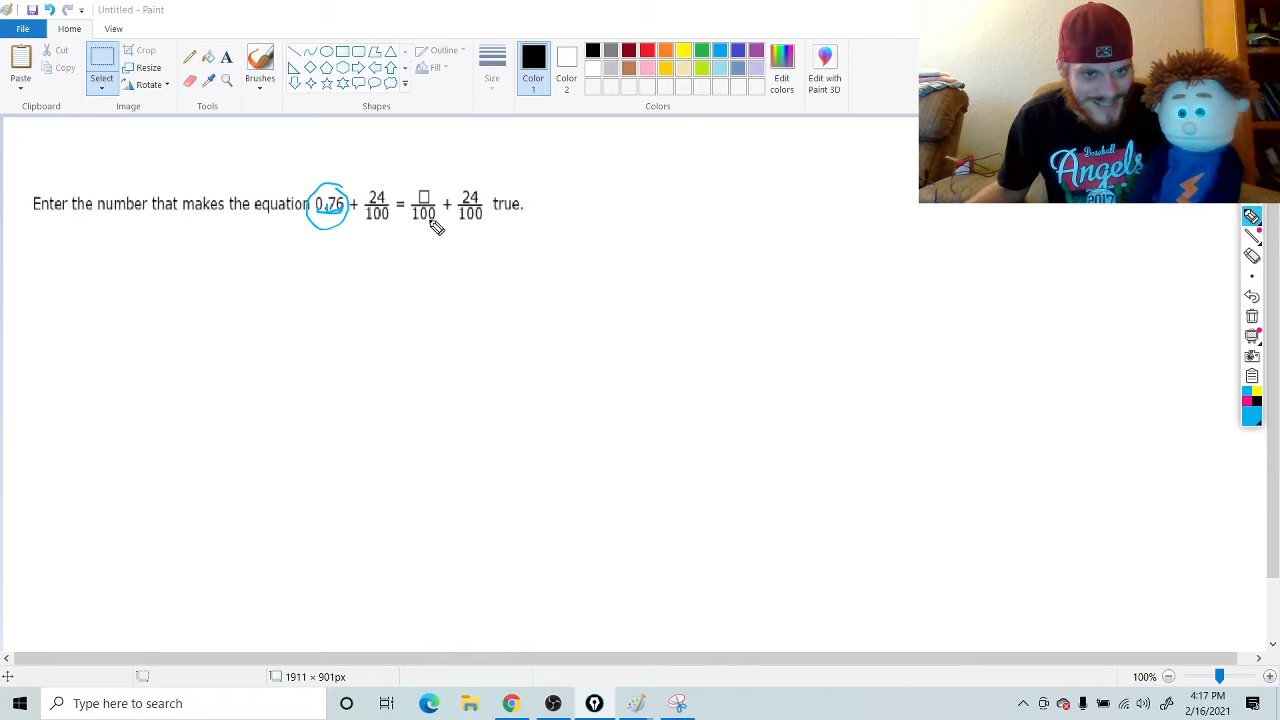 Untitled - Paint
File Home View
Paste
Cut
Copy
Clipboard
Select
Crop
Resize
Rotate
Image
Tools
Brushes
Shapes
Outline
Fill
Size
Color 1
Color 2
Colors
Edit colors
Edit with Paint 3D
Baseball
Angels
2017
Enter the number that makes the equation 0.76 + 24/100 = □/100 + 24/100 true.
1911 × 901px
100%
Type here to search
4:17 PM
2/16/2021